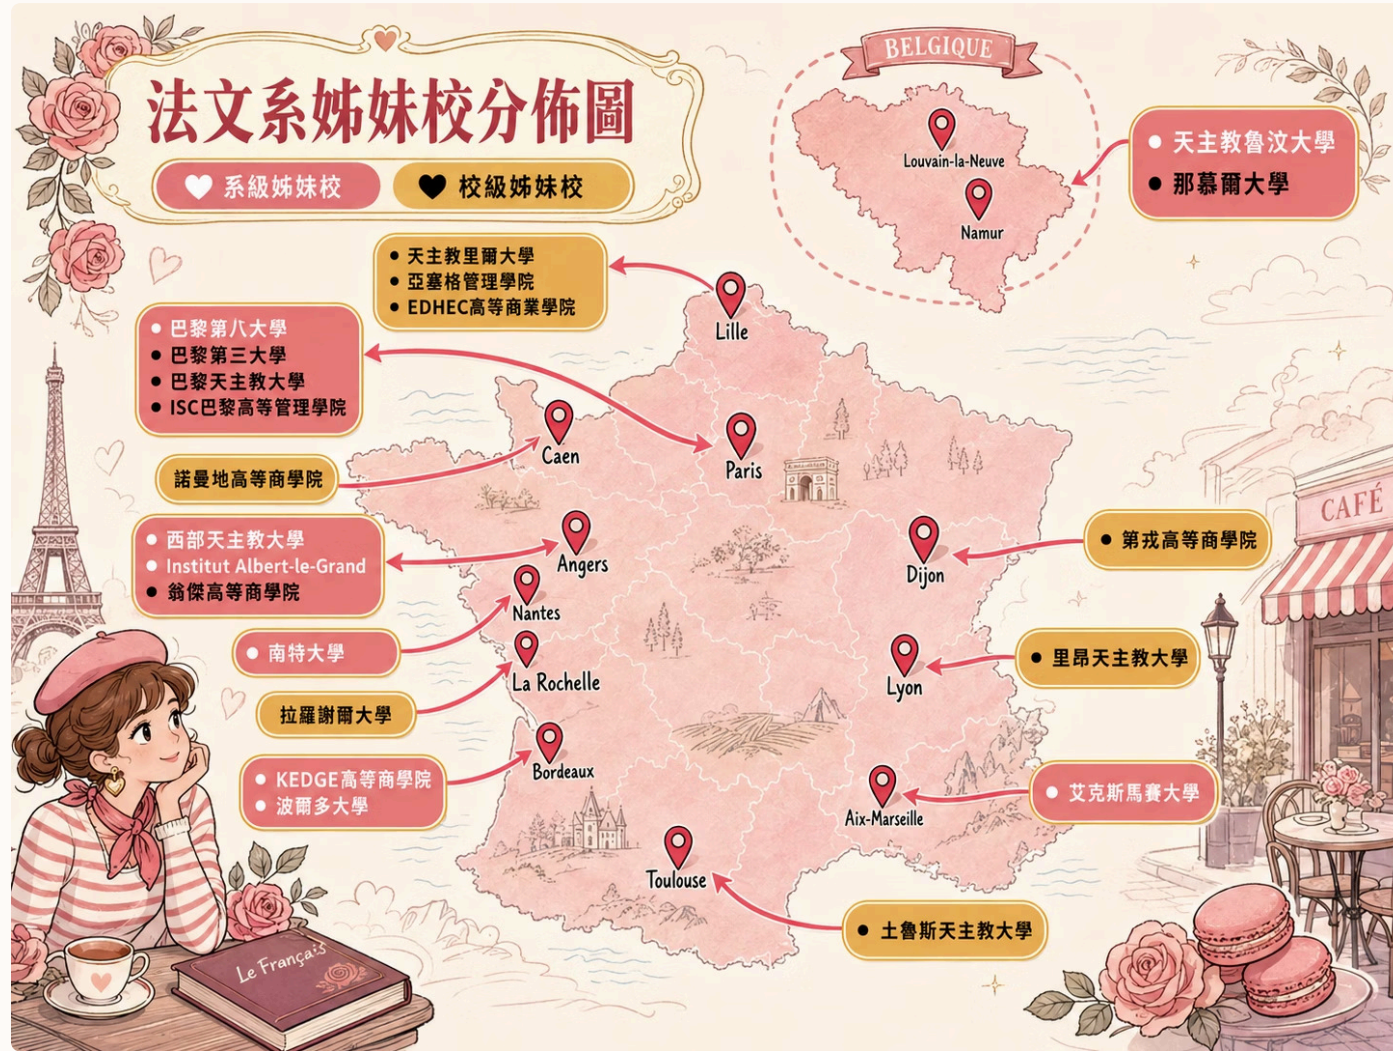 法文系姊妹校分佈圖
系級姊妹校
校級姊妹校
BELGIQUE
Louvain-la-Neuve
Namur
天主教魯汶大學
那慕爾大學
天主教里爾大學
亞塞格管理學院
EDHEC高等商業學院
Lille
巴黎第八大學
巴黎第三大學
巴黎天主教大學
ISC巴黎高等管理學院
Caen
Paris
諾曼地高等商學院
西部天主教大學
Institut Albert-le-Grand
翁傑高等商學院
Angers
Nantes
南特大學
La Rochelle
拉羅謝爾大學
KEDGE高等商學院
波爾多大學
Bordeaux
Dijon
第戎高等商學院
Lyon
里昂天主教大學
Aix-Marseille
艾克斯馬賽大學
Toulouse
土魯斯天主教大學
CAFÉ
Le Français